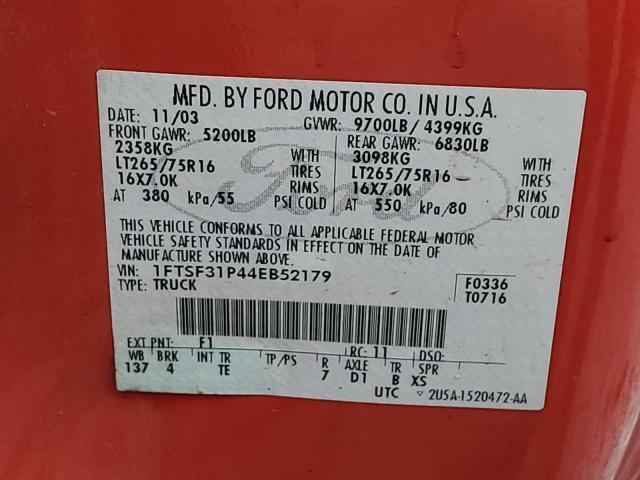 MFD. BY FORD MOTOR CO. IN U.S.A.
DATE: 11/03 GVWR: 9700LB/ 4399KG
FRONT GAWR: 5200LB REAR GAWR: 6830LB
2358KG WITH 3098KG WITH
LT265/75R16 TIRES LT265/75R16 TIRES
16X7.0K RIMS 16X7.0K RIMS
AT 380 kPa/55 PSI COLD AT 550 kPa/80 PSI COLD
THIS VEHICLE CONFORMS TO ALL APPLICABLE FEDERAL MOTOR
VEHICLE SAFETY STANDARDS IN EFFECT ON THE DATE OF
MANUFACTURE SHOWN ABOVE.
VIN: 1FTSF31P44EB52179 F0336
TYPE: TRUCK T0716
EXT PNT: F1 RC: 11 DSO:
WB BRK INT TR TP/PS R AXLE TR SPR
137 4 TE 7 D1 B XS
UTC ▽ 2U5A-1520472-AA
Ford